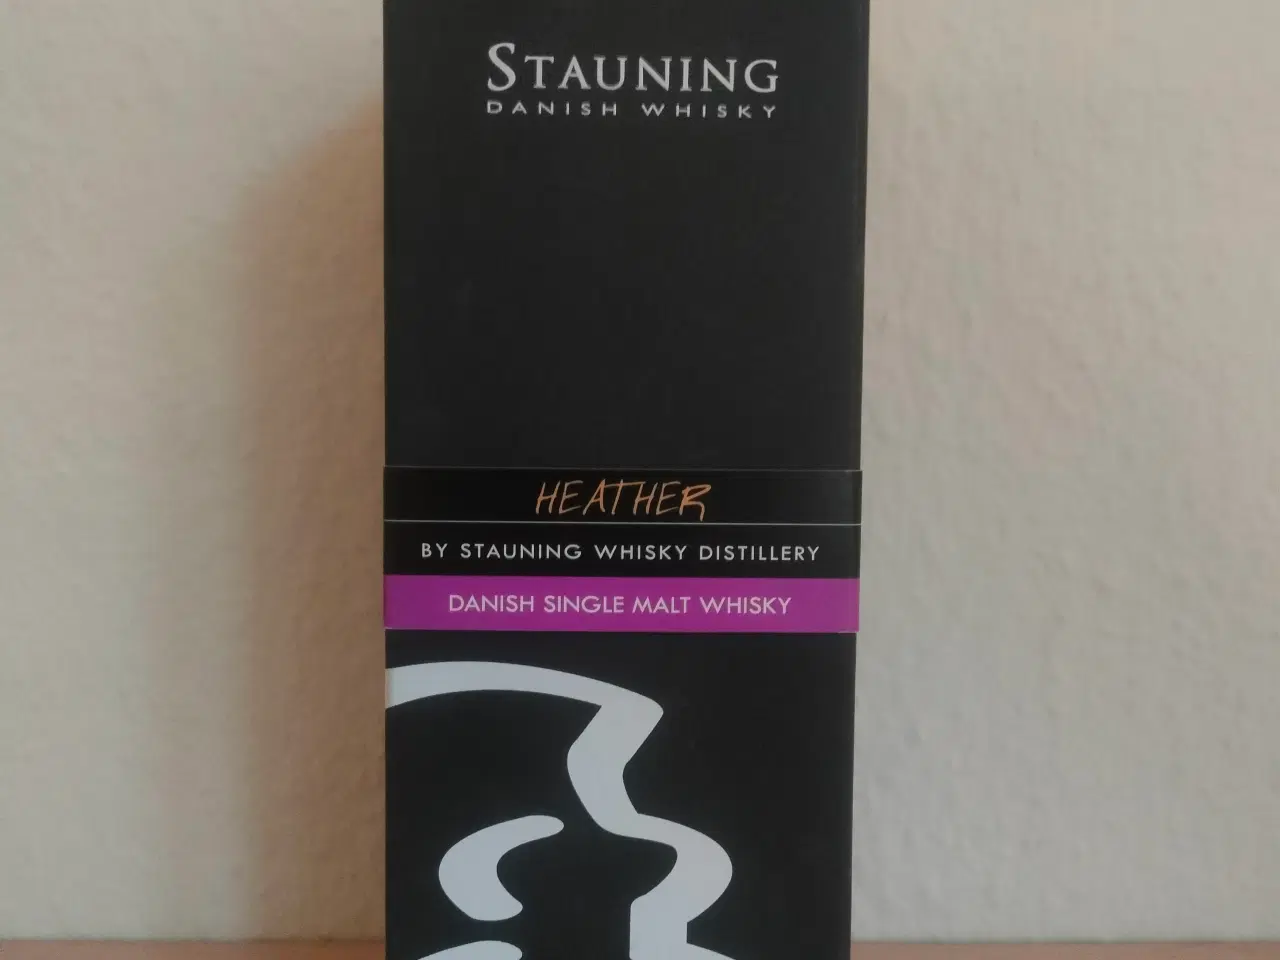 STAUNING
DANISH WHISKY
HEATHER
BY STAUNING WHISKY DISTILLERY
DANISH SINGLE MALT WHISKY